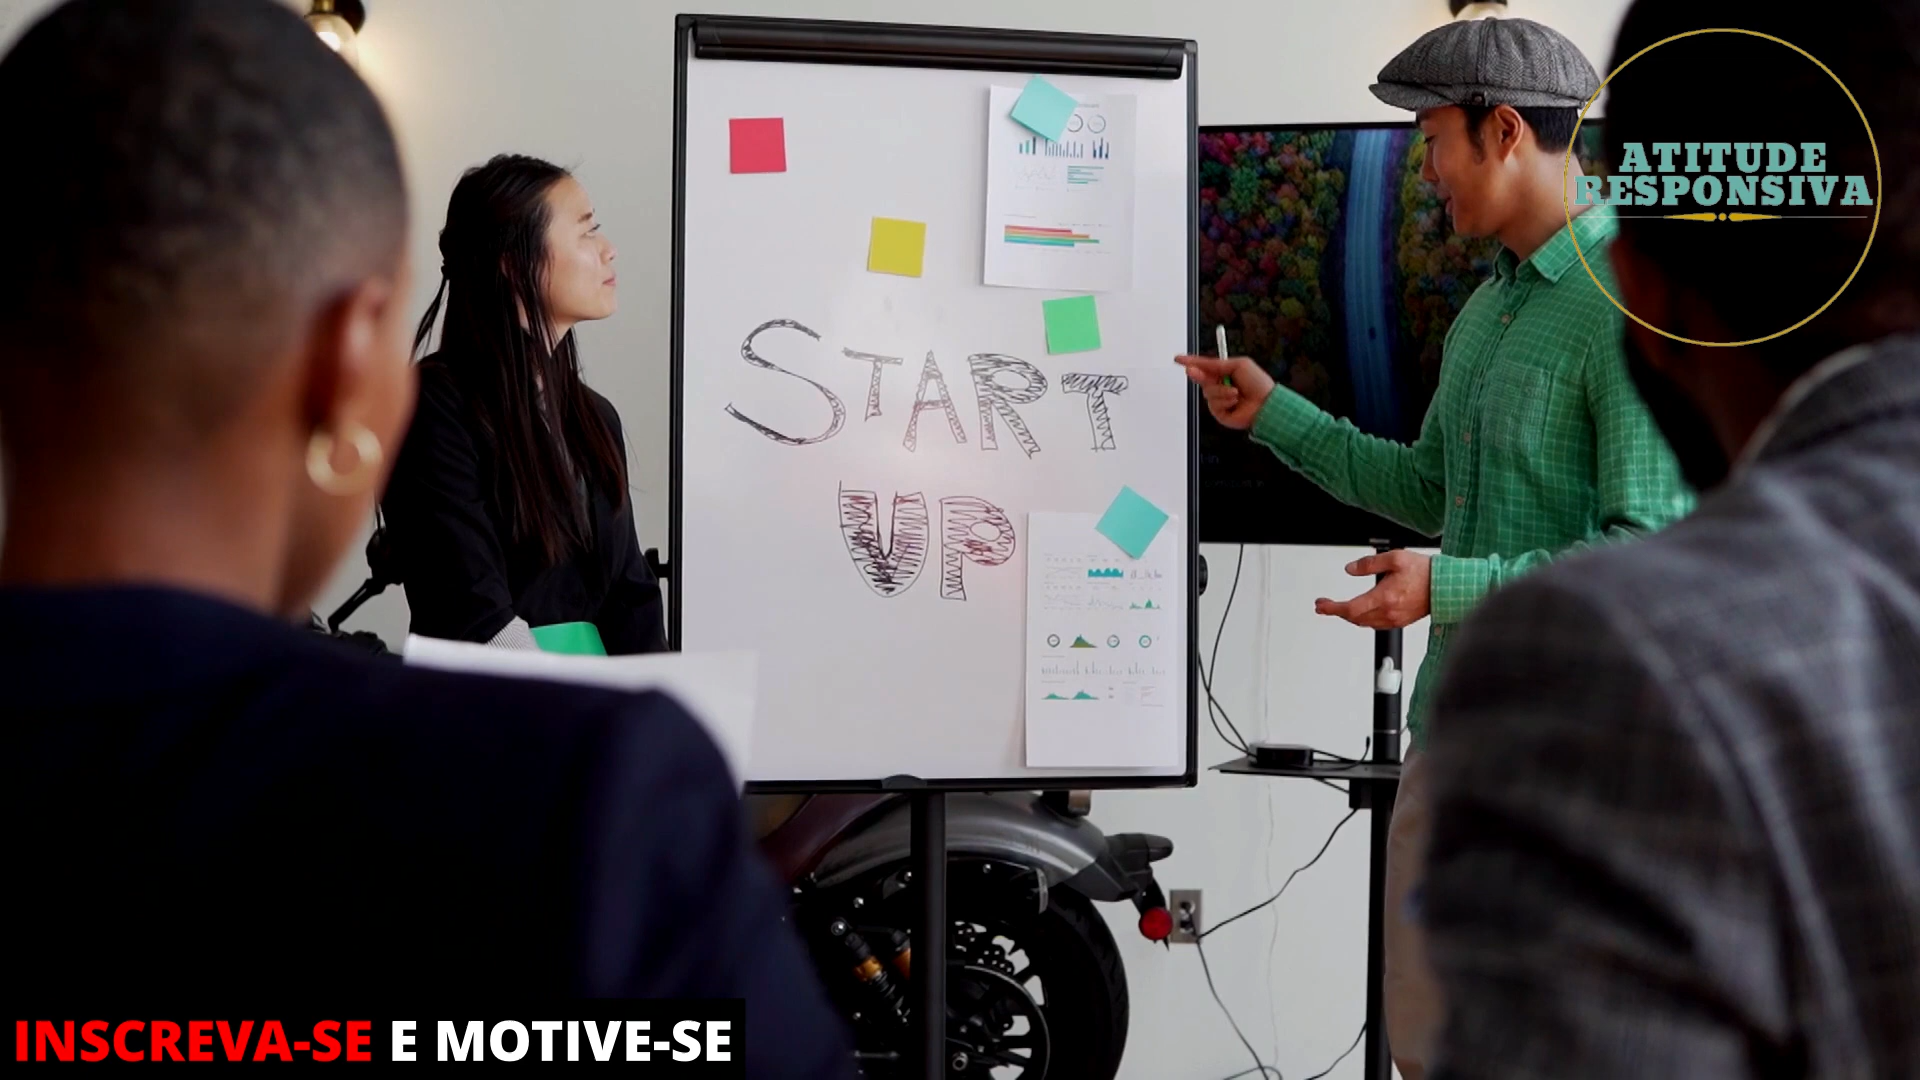 ATITUDE
RESPONSIVA
START
UP
INSCREVA-SE E MOTIVE-SE